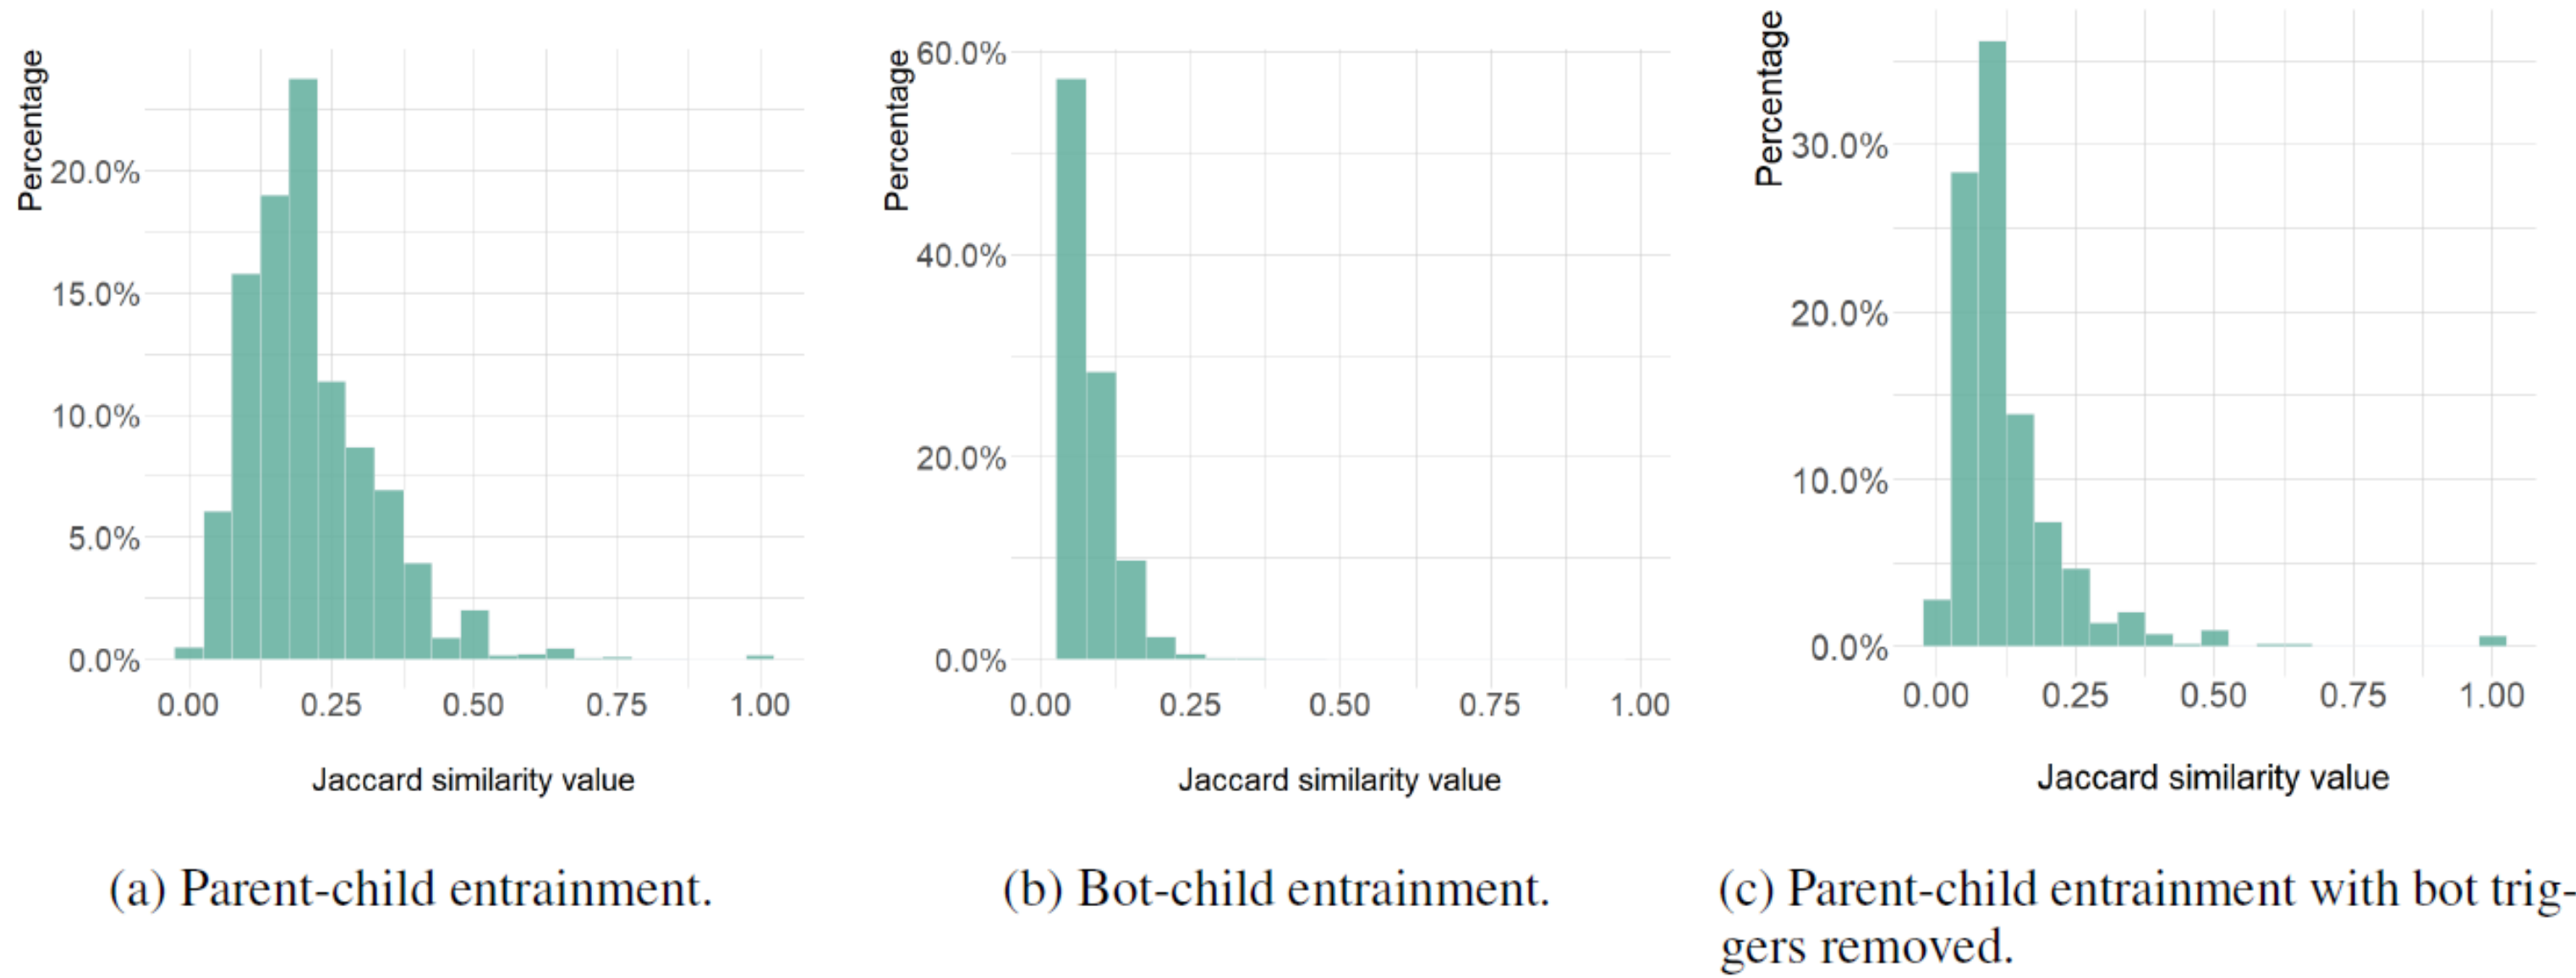 Percentage
20.0%
15.0%
10.0%
5.0%
0.0%
0.00 0.25 0.50 0.75 1.00
Jaccard similarity value
(a) Parent-child entrainment.
Percentage
60.0%
40.0%
20.0%
0.0%
0.00 0.25 0.50 0.75 1.00
Jaccard similarity value
(b) Bot-child entrainment.
Percentage
30.0%
20.0%
10.0%
0.0%
0.00 0.25 0.50 0.75 1.00
Jaccard similarity value
(c) Parent-child entrainment with bot trig-
gers removed.